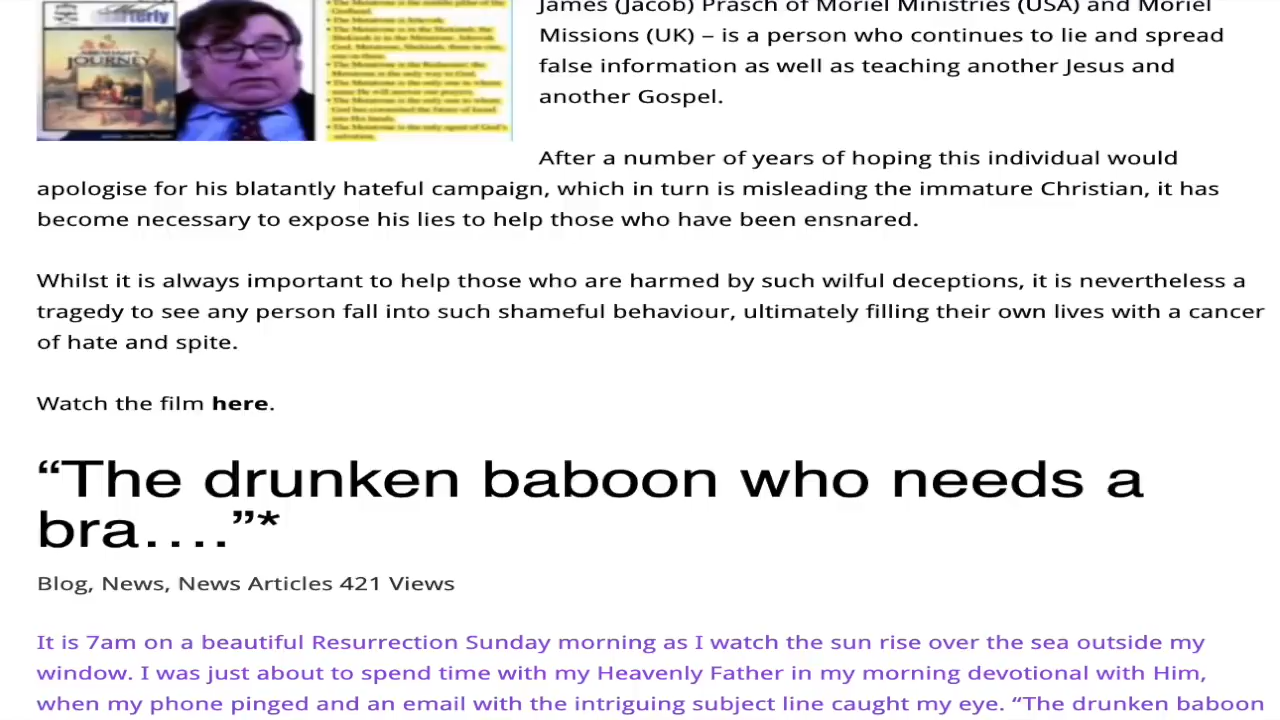 JOURNEY
James (Jacob) Prasch of Moriel Ministries (USA) and Moriel
Missions (UK) – is a person who continues to lie and spread
false information as well as teaching another Jesus and
another Gospel.
After a number of years of hoping this individual would
apologise for his blatantly hateful campaign, which in turn is misleading the immature Christian, it has
become necessary to expose his lies to help those who have been ensnared.
Whilst it is always important to help those who are harmed by such wilful deceptions, it is nevertheless a
tragedy to see any person fall into such shameful behaviour, ultimately filling their own lives with a cancer
of hate and spite.
Watch the film here.
“The drunken baboon who needs a
bra....”*
Blog, News, News Articles 421 Views
It is 7am on a beautiful Resurrection Sunday morning as I watch the sun rise over the sea outside my
window. I was just about to spend time with my Heavenly Father in my morning devotional with Him,
when my phone pinged and an email with the intriguing subject line caught my eye. “The drunken baboon